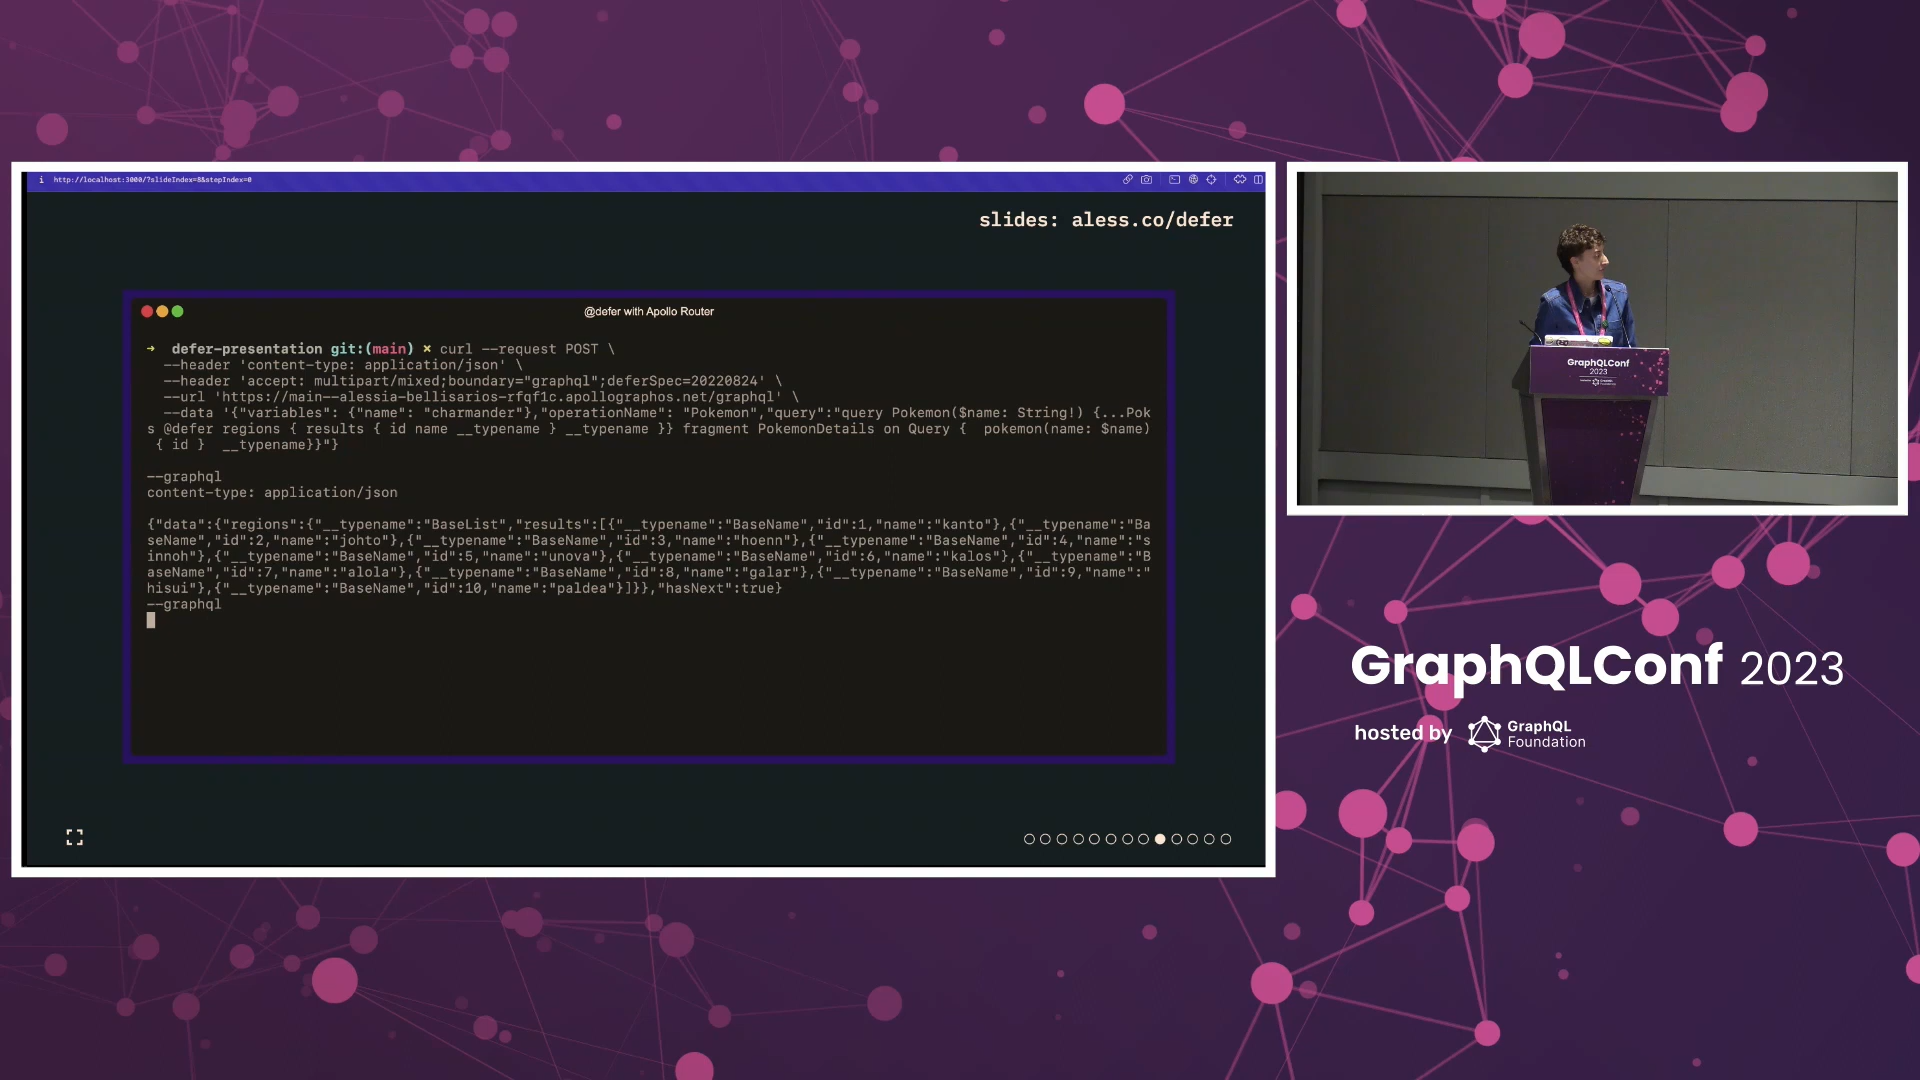 i http://localhost:3000/?slideIndex=8&stepIndex=0
slides: aless.co/defer
@defer with Apollo Router
→ defer-presentation git:(main) × curl --request POST \
--header 'content-type: application/json' \
--header 'accept: multipart/mixed;boundary="graphql";deferSpec=20220824' \
--url 'https://main--alessia-bellisarios-rfqf1c.apollographos.net/graphql' \
--data '{"variables": {"name": "charmander"},"operationName": "Pokemon","query":"query Pokemon($name: String!) {...Pok
s @defer regions { results { id name __typename } __typename }} fragment PokemonDetails on Query {  pokemon(name: $name)
{ id }  __typename}}"}
--graphql
content-type: application/json
{"data":{"regions":{"__typename":"BaseList","results":[{"__typename":"BaseName","id":1,"name":"kanto"},{"__typename":"Ba
seName","id":2,"name":"johto"},{"__typename":"BaseName","id":3,"name":"hoenn"},{"__typename":"BaseName","id":4,"name":"s
innoh"},{"__typename":"BaseName","id":5,"name":"unova"},{"__typename":"BaseName","id":6,"name":"kalos"},{"__typename":"B
aseName","id":7,"name":"alola"},{"__typename":"BaseName","id":8,"name":"galar"},{"__typename":"BaseName","id":9,"name":"
hisui"},{"__typename":"BaseName","id":10,"name":"paldea"}]}},"hasNext":true}
--graphql
GraphQLConf
2023
GraphQLConf 2023
hosted by GraphQL Foundation